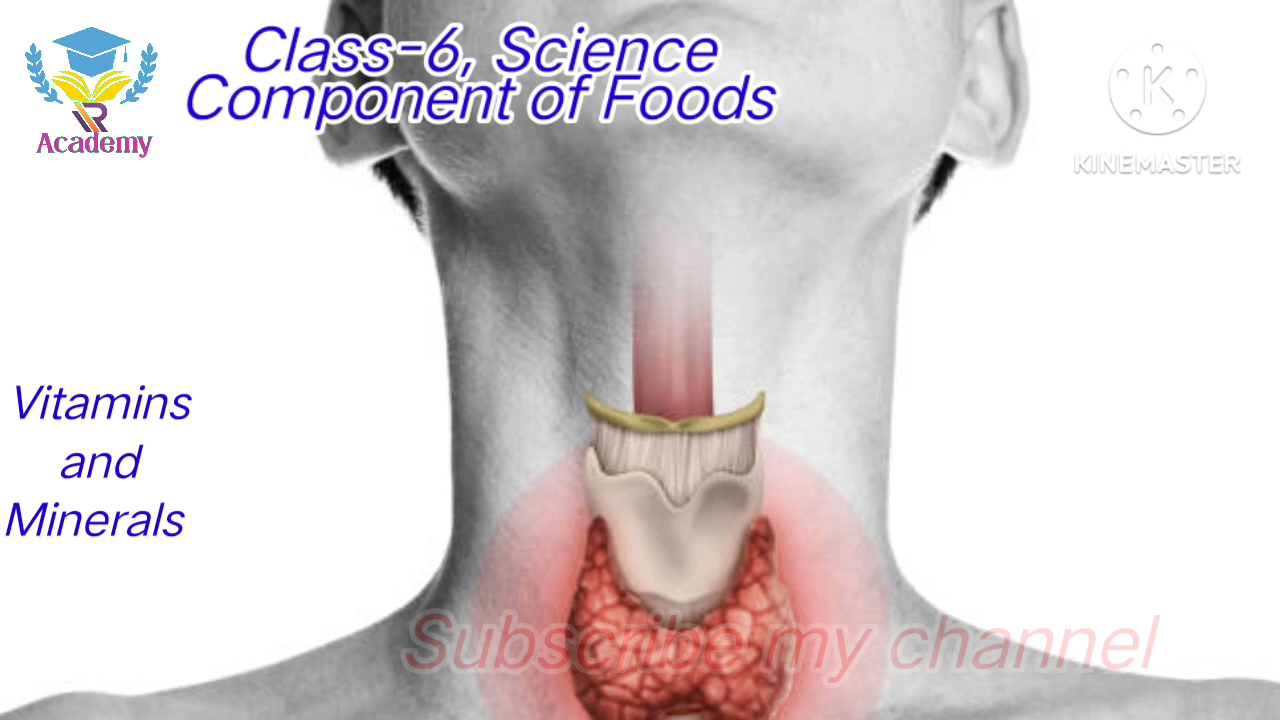 Class-6, Science
Component of Foods
R
Academy
K
KINEMASTER
Vitamins
and
Minerals
Subscribe my channel